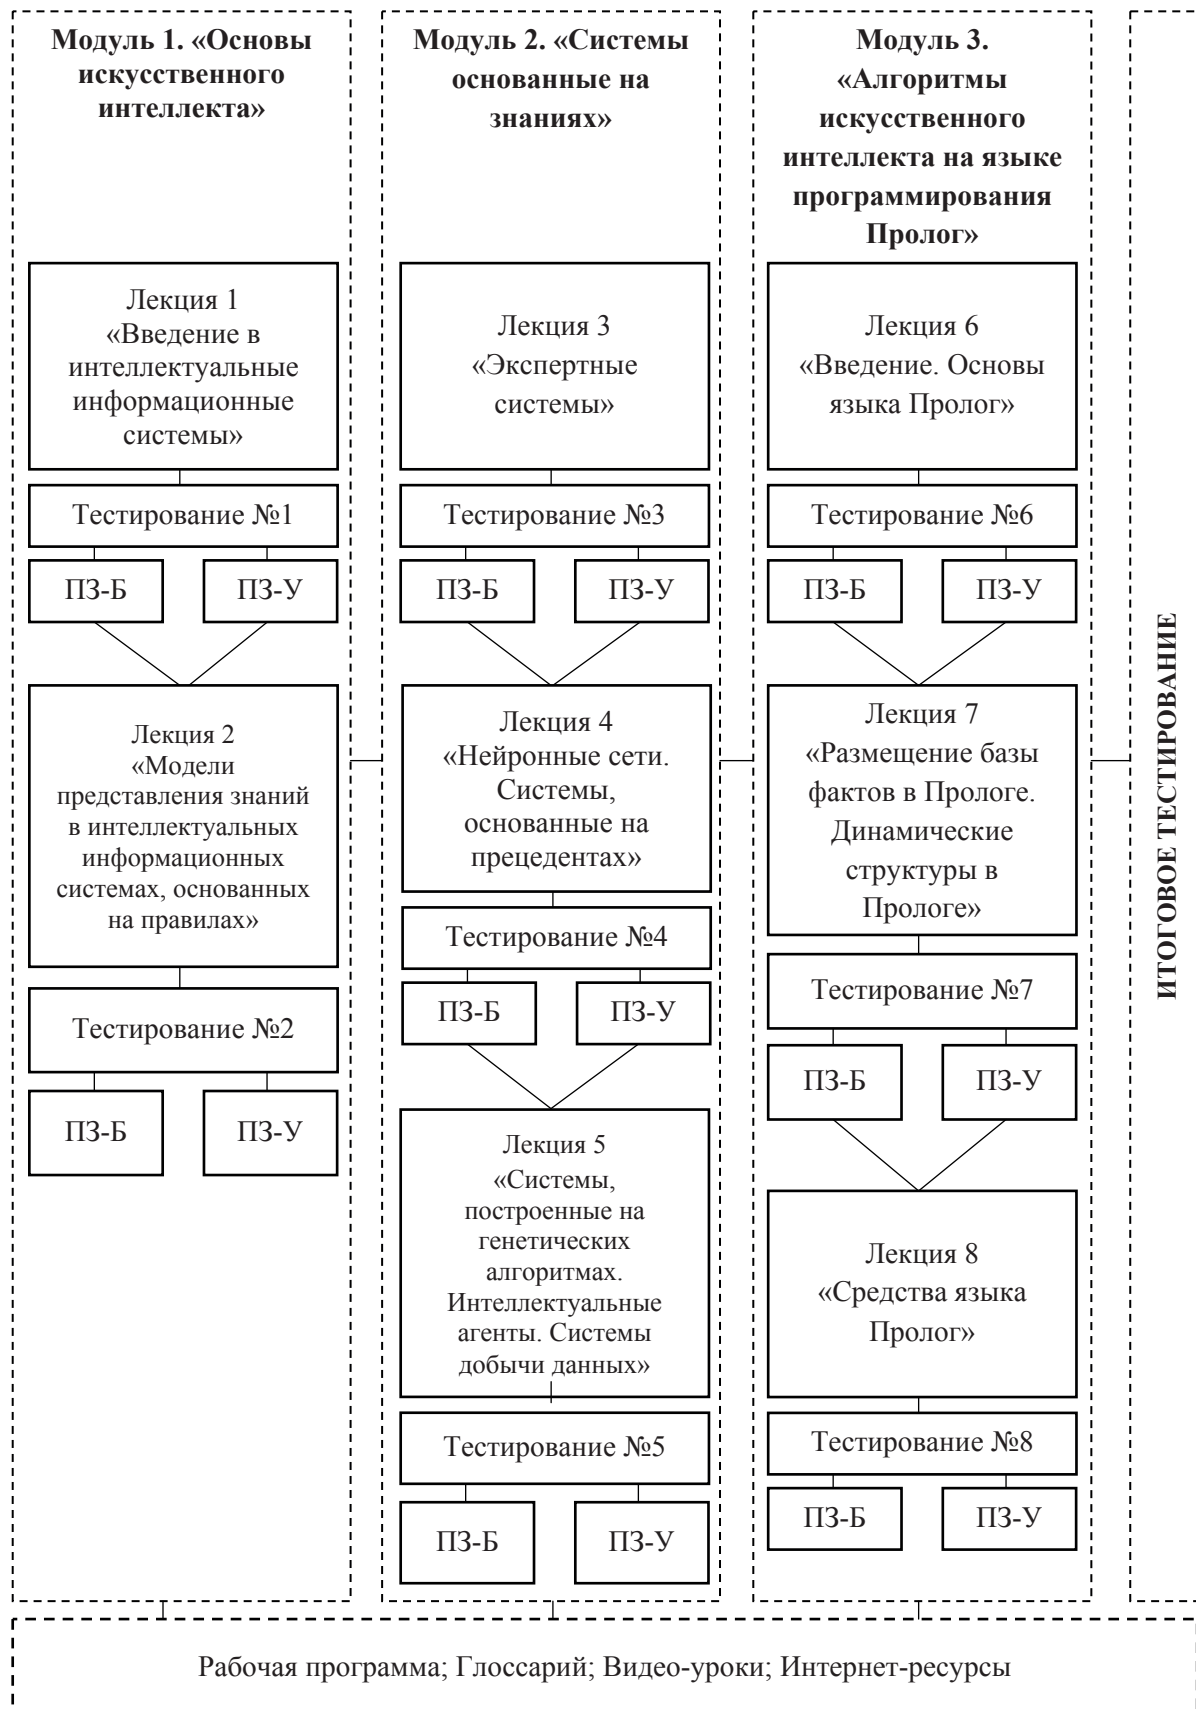 Модуль 1. «Основы
искусственного
интеллекта»
Лекция 1
«Введение в
интеллектуальные
информационные
системы»
Тестирование №1
ПЗ-Б
ПЗ-У
Лекция 2
«Модели
представления знаний
в интеллектуальных
информационных
системах, основанных
на правилах»
Тестирование №2
ПЗ-Б
ПЗ-У
Модуль 2. «Системы
основанные на
знаниях»
Лекция 3
«Экспертные
системы»
Тестирование №3
ПЗ-Б
ПЗ-У
Лекция 4
«Нейронные сети.
Системы,
основанные на
прецедентах»
Тестирование №4
ПЗ-Б
ПЗ-У
Лекция 5
«Системы,
построенные на
генетических
алгоритмах.
Интеллектуальные
агенты. Системы
добычи данных»
Тестирование №5
ПЗ-Б
ПЗ-У
Модуль 3.
«Алгоритмы
искусственного
интеллекта на языке
программирования
Пролог»
Лекция 6
«Введение. Основы
языка Пролог»
Тестирование №6
ПЗ-Б
ПЗ-У
Лекция 7
«Размещение базы
фактов в Прологе.
Динамические
структуры в
Прологе»
Тестирование №7
ПЗ-Б
ПЗ-У
Лекция 8
«Средства языка
Пролог»
Тестирование №8
ПЗ-Б
ПЗ-У
ИТОГОВОЕ ТЕСТИРОВАНИЕ
Рабочая программа; Глоссарий; Видео-уроки; Интернет-ресурсы